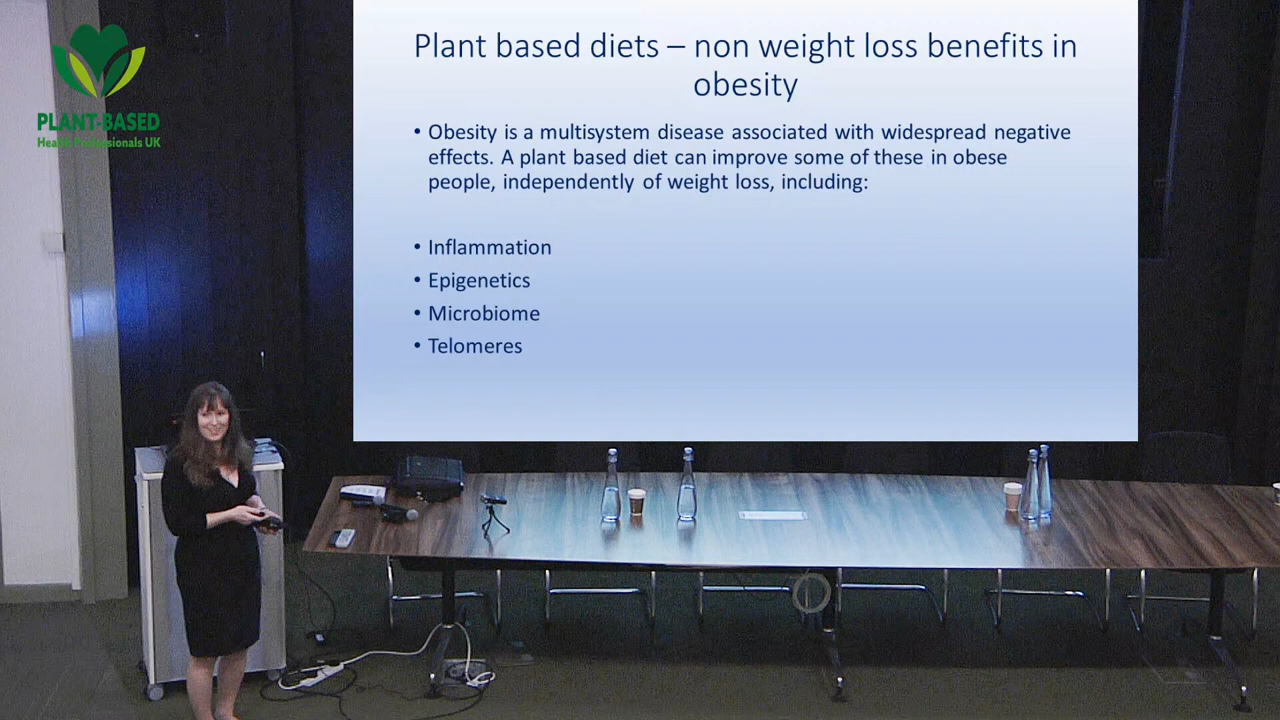 PLANT-BASED
Health Professionals UK
Plant based diets – non weight loss benefits in
obesity
• Obesity is a multisystem disease associated with widespread negative
effects. A plant based diet can improve some of these in obese
people, independently of weight loss, including:
• Inflammation
• Epigenetics
• Microbiome
• Telomeres